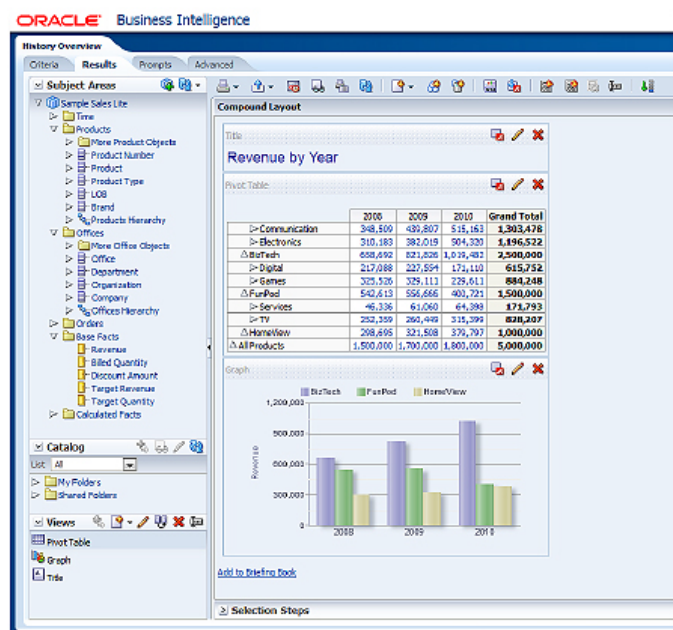 ORACLE Business Intelligence
History Overview
Criteria Results Prompts Advanced
Subject Areas
Sample Sales Lite
Time
Products
More Product Objects
Product Number
Product
Product Type
LOB
Brand
Products Hierarchy
Offices
More Office Objects
Office
Department
Organization
Company
Offices Hierarchy
Orders
Base Facts
Revenue
Billed Quantity
Discount Amount
Target Revenue
Target Quantity
Calculated Facts
Catalog
List All
My Folders
Shared Folders
Views
Pivot Table
Graph
Title
Compound Layout
Title
Revenue by Year
Pivot Table
2008 2009 2010 Grand Total
Communication 348,509 439,807 515,163 1,303,478
Electronics 310,183 382,019 504,320 1,196,522
BizTech 658,692 821,826 1,019,482 2,500,000
Digital 217,088 227,554 171,110 615,752
Games 325,526 329,111 229,611 884,248
FunPod 542,613 556,666 400,721 1,500,000
Services 46,336 61,060 64,398 171,793
TV 252,359 260,449 315,399 828,207
HomeView 298,695 321,508 379,797 1,000,000
All Products 1,500,000 1,700,000 1,800,000 5,000,000
Graph
BizTech FunPod HomeView
1,200,000
900,000
600,000
300,000
0
Revenue
2008 2009 2010
Add to Briefing Book
Selection Steps